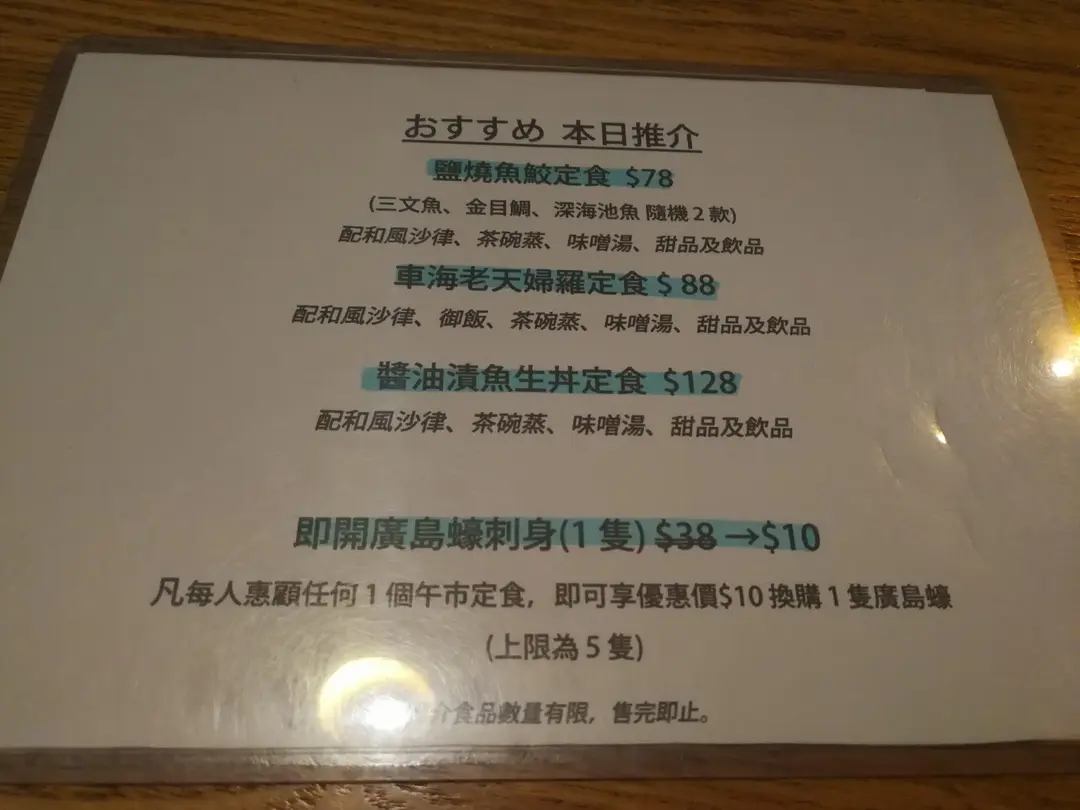 おすすめ 本日推介
鹽燒魚鮫定食 $78
(三文魚、金目鯛、深海池魚 隨機 2 款)
配和風沙律、茶碗蒸、味噌湯、甜品及飲品
車海老天婦羅定食 $ 88
配和風沙律、御飯、茶碗蒸、味噌湯、甜品及飲品
醬油漬魚生丼定食 $128
配和風沙律、茶碗蒸、味噌湯、甜品及飲品
即開廣島蠔刺身(1 隻) $38 →$10
凡每人惠顧任何 1 個午市定食，即可享優惠價$10 換購 1 隻廣島蠔
(上限為 5 隻)
介食品數量有限，售完即止。